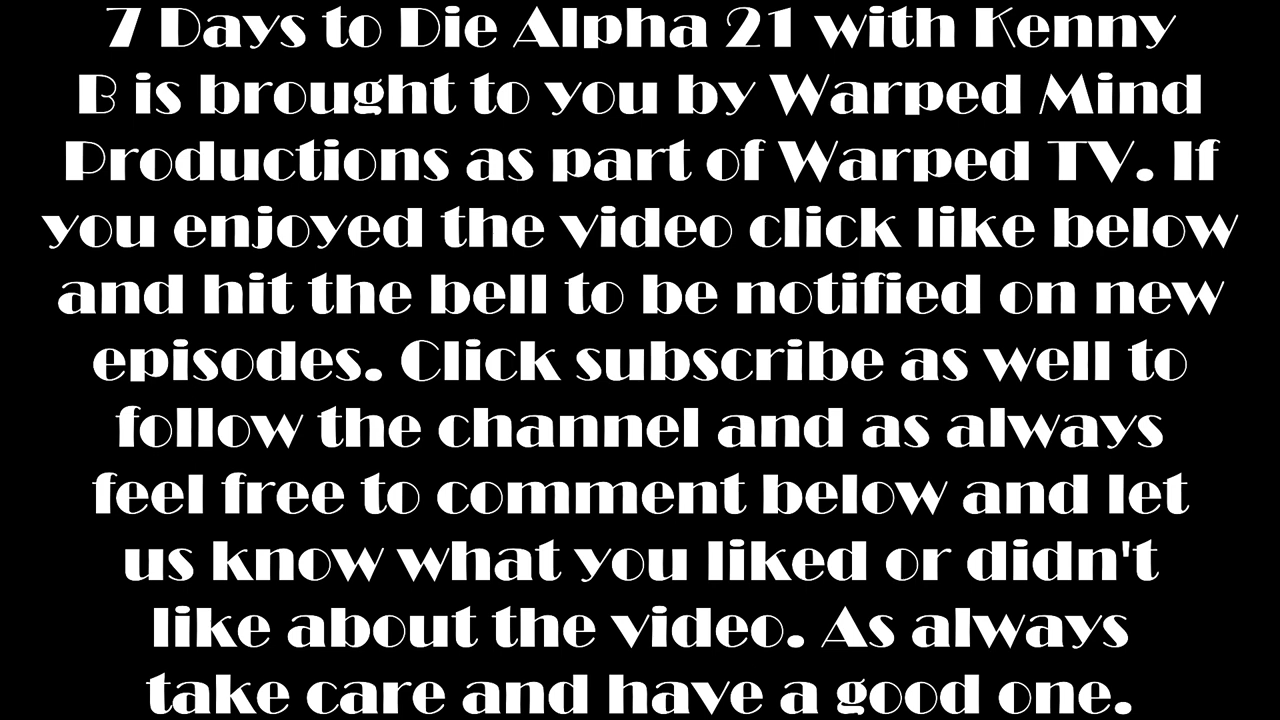 7 Days to Die Alpha 21 with Kenny
B is brought to you by Warped Mind
Productions as part of Warped TV. If
you enjoyed the video click like below
and hit the bell to be notified on new
episodes. Click subscribe as well to
follow the channel and as always
feel free to comment below and let
us know what you liked or didn't
like about the video. As always
take care and have a good one.